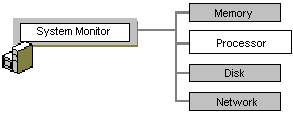 System Monitor
Memory
Processor
Disk
Network